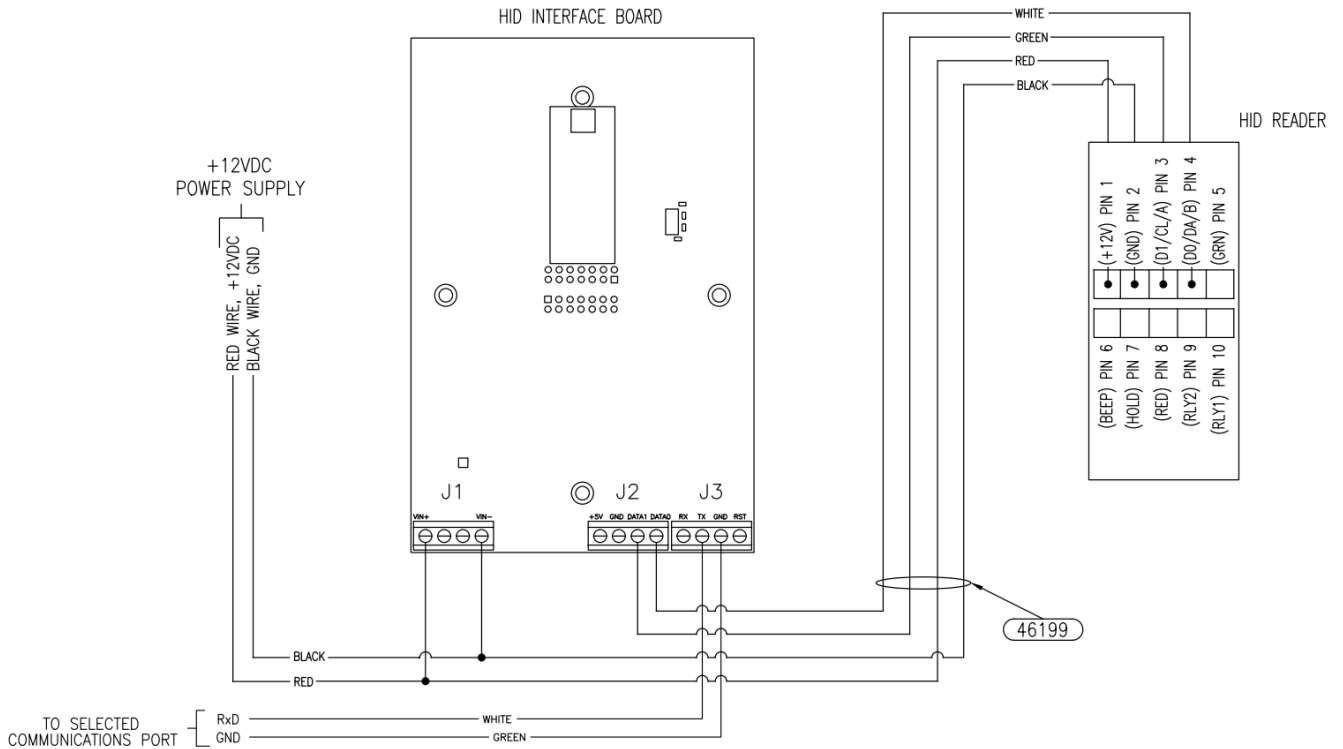 HID INTERFACE BOARD
WHITE
GREEN
RED
BLACK
HID READER
+12VDC
POWER SUPPLY
RED WIRE, +12VDC
BLACK WIRE, GND
(+12V) PIN 1
(GND) PIN 2
(D1/CL/A) PIN 3
(D0/DA/B) PIN 4
(GRN) PIN 5
(BEEP) PIN 6
(HOLD) PIN 7
(RED) PIN 8
(RLY2) PIN 9
(RLY1) PIN 10
J1
J2
J3
VIN+ VIN-
+5V GND DATA1 DATA0
RX TX GND RST
46199
BLACK
RED
TO SELECTED
COMMUNICATIONS PORT
RxD
WHITE
GND
GREEN